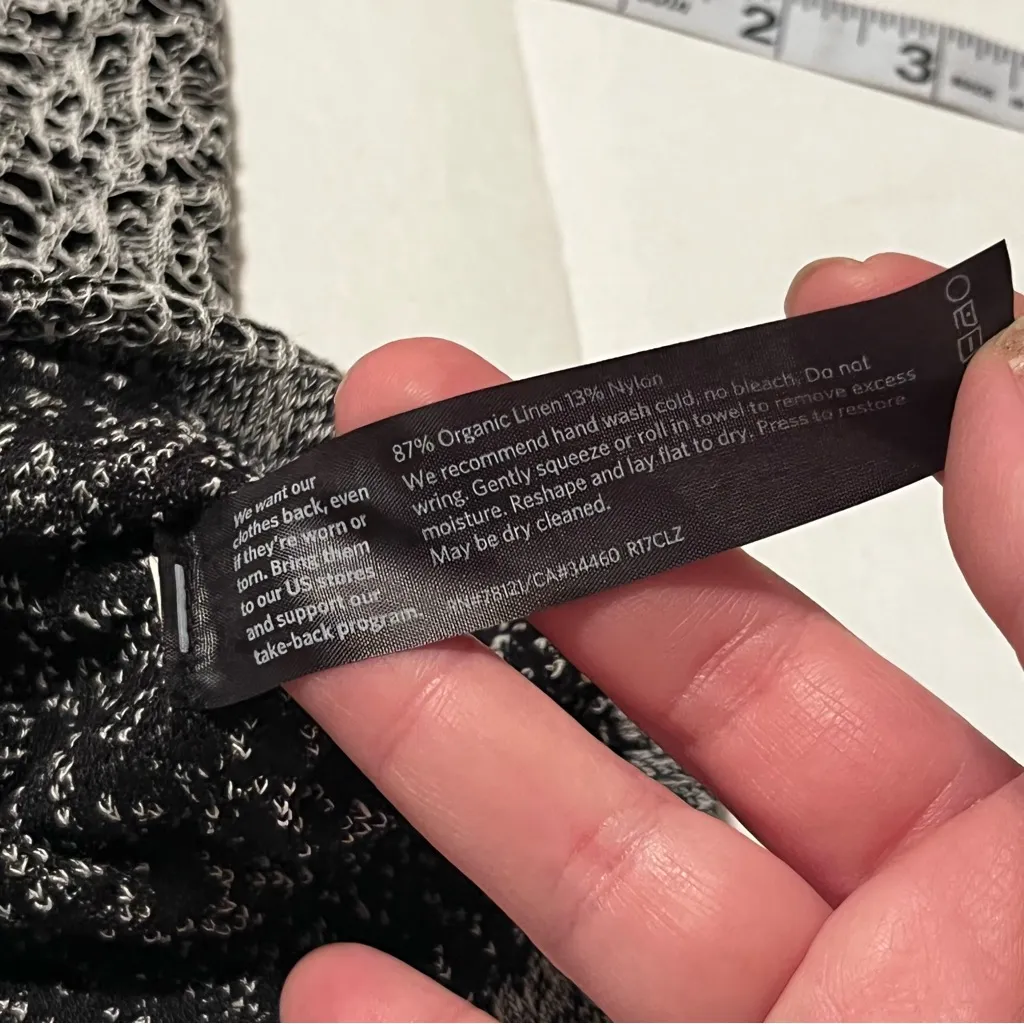 2
3
87% Organic Linen 13% Nylon
We recommend hand wash cold, no bleach. Do not
wring. Gently squeeze or roll in towel to remove excess
moisture. Reshape and lay flat to dry. Press to restore.
May be dry cleaned.
RN#78121/CA#34460 R17CLZ
We want our
clothes back, even
if they're worn or
torn. Bring them
to our US stores
and support our
take-back program.